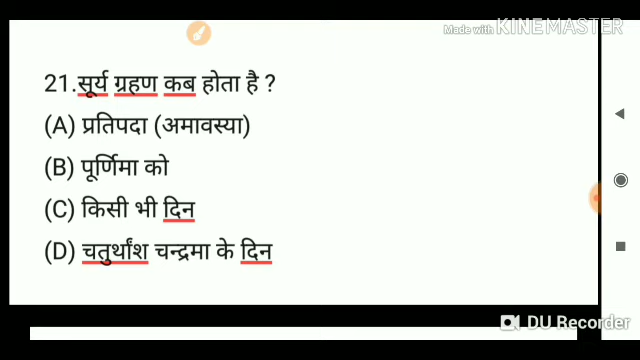 Made with KINEMASTER
21.सूर्य ग्रहण कब होता है ?
(A) प्रतिपदा (अमावस्या)
(B) पूर्णिमा को
(C) किसी भी दिन
(D) चतुर्थांश चन्द्रमा के दिन
DU Recorder